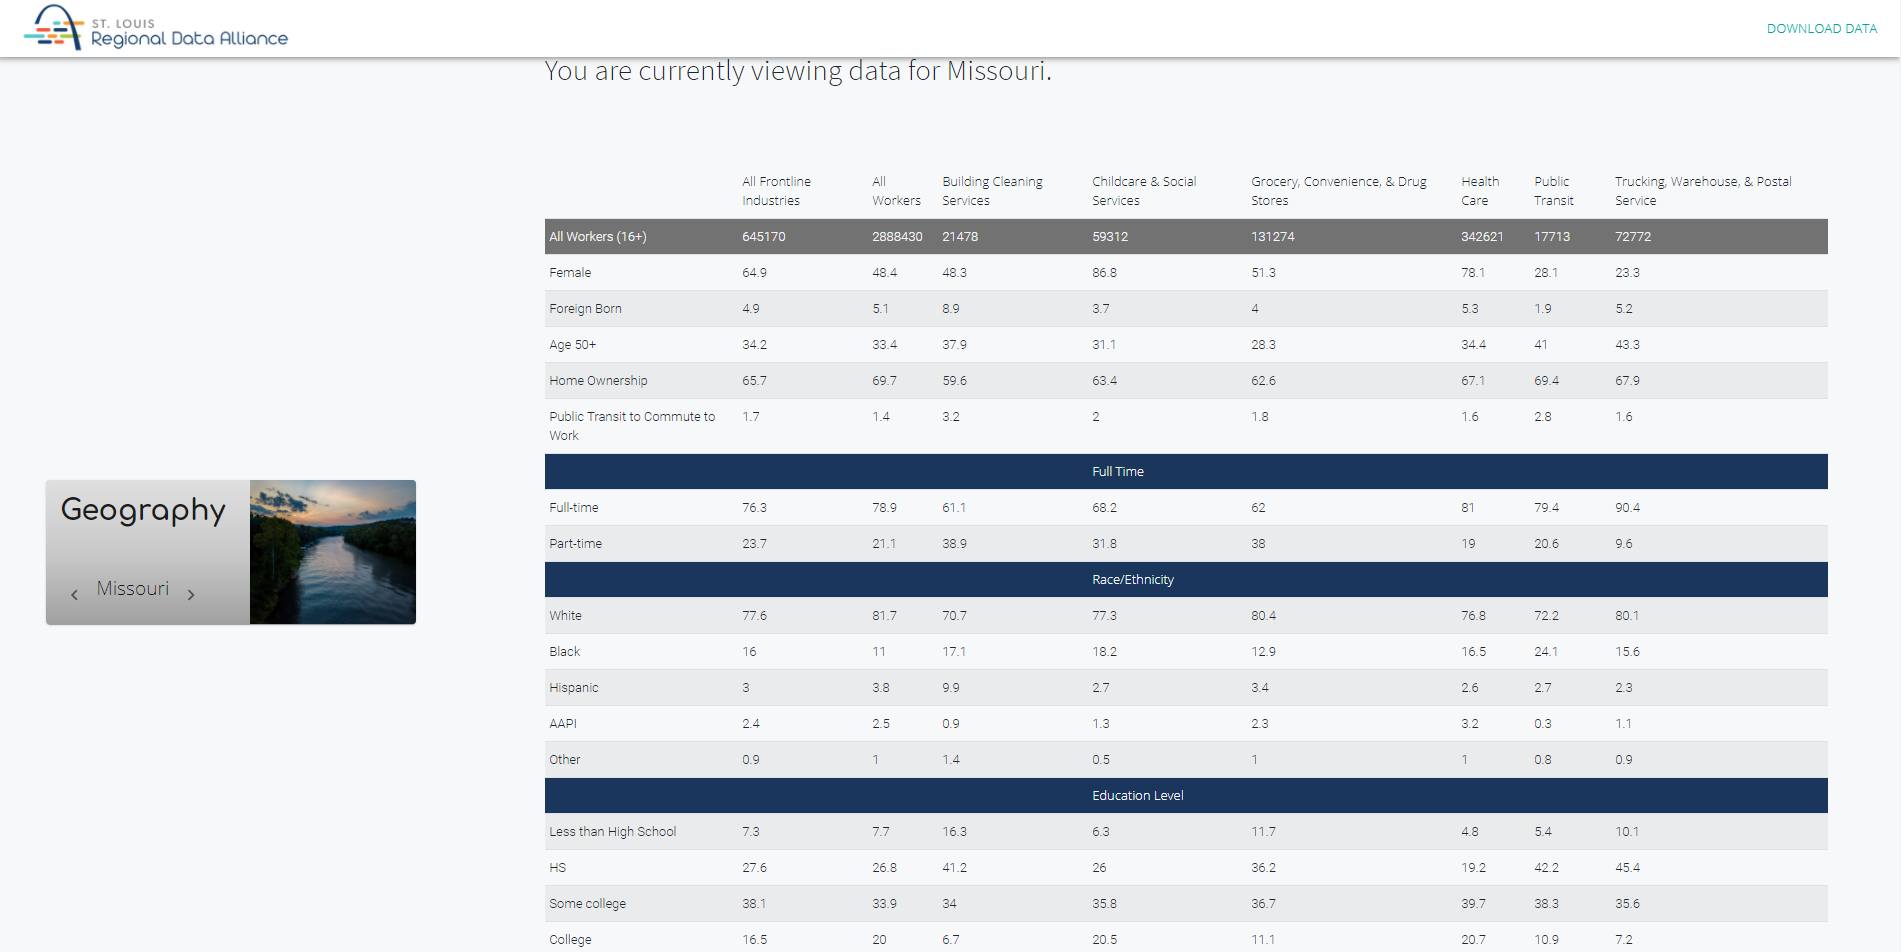 ST. LOUIS
Regional Data Alliance
DOWNLOAD DATA
You are currently viewing data for Missouri.
All Frontline Industries All Workers Building Cleaning Services Childcare & Social Services Grocery, Convenience, & Drug Stores Health Care Public Transit Trucking, Warehouse, & Postal Service
All Workers (16+) 645170 2888430 21478 59312 131274 342621 17713 72772
Female 64.9 48.4 48.3 86.8 51.3 78.1 28.1 23.3
Foreign Born 4.9 5.1 8.9 3.7 4 5.3 1.9 5.2
Age 50+ 34.2 33.4 37.9 31.1 28.3 34.4 41 43.3
Home Ownership 65.7 69.7 59.6 63.4 62.6 67.1 69.4 67.9
Public Transit to Commute to Work 1.7 1.4 3.2 2 1.8 1.6 2.8 1.6
Full Time
Full-time 76.3 78.9 61.1 68.2 62 81 79.4 90.4
Part-time 23.7 21.1 38.9 31.8 38 19 20.6 9.6
Race/Ethnicity
White 77.6 81.7 70.7 77.3 80.4 76.8 72.2 80.1
Black 16 11 17.1 18.2 12.9 16.5 24.1 15.6
Hispanic 3 3.8 9.9 2.7 3.4 2.6 2.7 2.3
AAPI 2.4 2.5 0.9 1.3 2.3 3.2 0.3 1.1
Other 0.9 1 1.4 0.5 1 1 0.8 0.9
Education Level
Less than High School 7.3 7.7 16.3 6.3 11.7 4.8 5.4 10.1
HS 27.6 26.8 41.2 26 36.2 19.2 42.2 45.4
Some college 38.1 33.9 34 35.8 36.7 39.7 38.3 35.6
College 16.5 20 6.7 20.5 11.1 20.7 10.9 7.2
Geography
Missouri